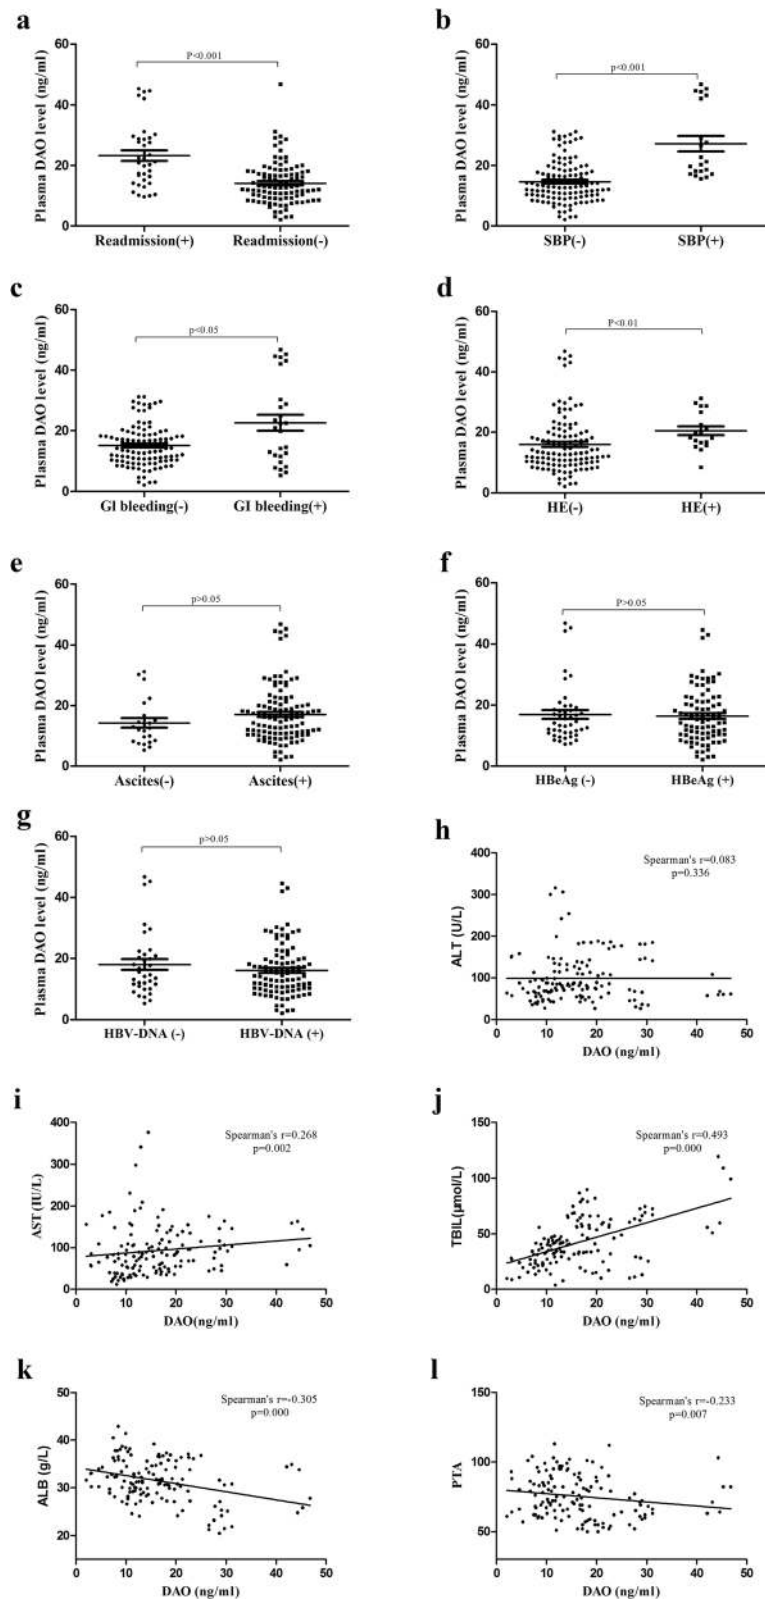 a
P<0.001
Plasma DAO level (ng/ml)
60
40
20
0
Readmission(+) Readmission(-)
b
p<0.001
Plasma DAO level (ng/ml)
60
40
20
0
SBP(-) SBP(+)
c
p<0.05
Plasma DAO level (ng/ml)
60
40
20
0
GI bleeding(-) GI bleeding(+)
d
P<0.01
Plasma DAO level (ng/ml)
60
40
20
0
HE(-) HE(+)
e
p>0.05
Plasma DAO level (ng/ml)
60
40
20
0
Ascites(-) Ascites(+)
f
P>0.05
Plasma DAO level (ng/ml)
60
40
20
0
HBeAg (-) HBeAg (+)
g
p>0.05
Plasma DAO level (ng/ml)
60
40
20
0
HBV-DNA (-) HBV-DNA (+)
h
Spearman's r=0.083
p=0.336
ALT (U/L)
400
300
200
100
0
0 10 20 30 40 50
DAO (ng/ml)
i
Spearman's r=0.268
p=0.002
AST (IU/L)
400
300
200
100
0
0 10 20 30 40 50
DAO(ng/ml)
j
Spearman's r=0.493
p=0.000
TBIL(μmol/L)
150
100
50
0
0 10 20 30 40 50
DAO (ng/ml)
k
Spearman's r=-0.305
p=0.000
ALB (g/L)
50
40
30
20
0 10 20 30 40 50
DAO (ng/ml)
l
Spearman's r=-0.233
p=0.007
PTA
150
100
50
0 10 20 30 40 50
DAO (ng/ml)